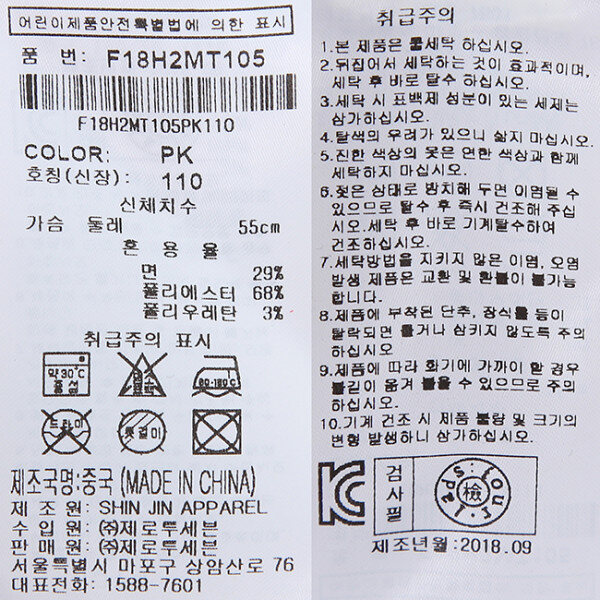 어린이제품안전특별법에 의한 표시
품 번: F18H2MT105
F18H2MT105PK110
COLOR: PK
호칭(신장): 110
신체치수
가슴 둘레 55cm
혼 용 율
면 29%
폴리에스터 68%
폴리우레탄 3%
취급주의 표시
약30℃
중성
표백제
80-120℃
드라이
옷걸이
제조국명:중국 (MADE IN CHINA)
제 조 원: SHIN JIN APPAREL
수 입 원: ㈜제로투세븐
판 매 원: ㈜제로투세븐
서울특별시 마포구 상암산로 76
대표전화: 1588-7601
취급주의
1.본 제품은 물세탁 하십시오.
2.뒤집어서 세탁하는 것이 효과적이며,
세탁 후 바로 탈수 하십시오.
3.세탁 시 표백제 성분이 있는 세제는
삼가하십시오.
4.탈색의 우려가 있으니 삶지 마십시오.
5.진한 색상의 옷은 연한 색상과 함께
세탁하지 마십시오.
6.젖은 상태로 방치해 두면 이염될 수
있으므로 탈수 후 즉시 건조해 주십
시오.세탁 후 바로 기계탈수하여
건조하십시오.
7.세탁방법을 지키지 않은 이염, 오염
발생 제품은 교환 및 환불이 불가능
합니다.
8.제품에 부착된 단추, 장식물 등이
탈락되면 물거나 삼키지 않도록 주의
하십시오
9.제품에 따라 화기에 가까이 할 경우
불길이 옮겨 붙을 수 있으므로 주의
하십시오.
10.기계 건조 시 제품 불량 및 크기의
변형 발생하니 삼가하십시오.
KC
검사필
檢
제조년월:2018.09